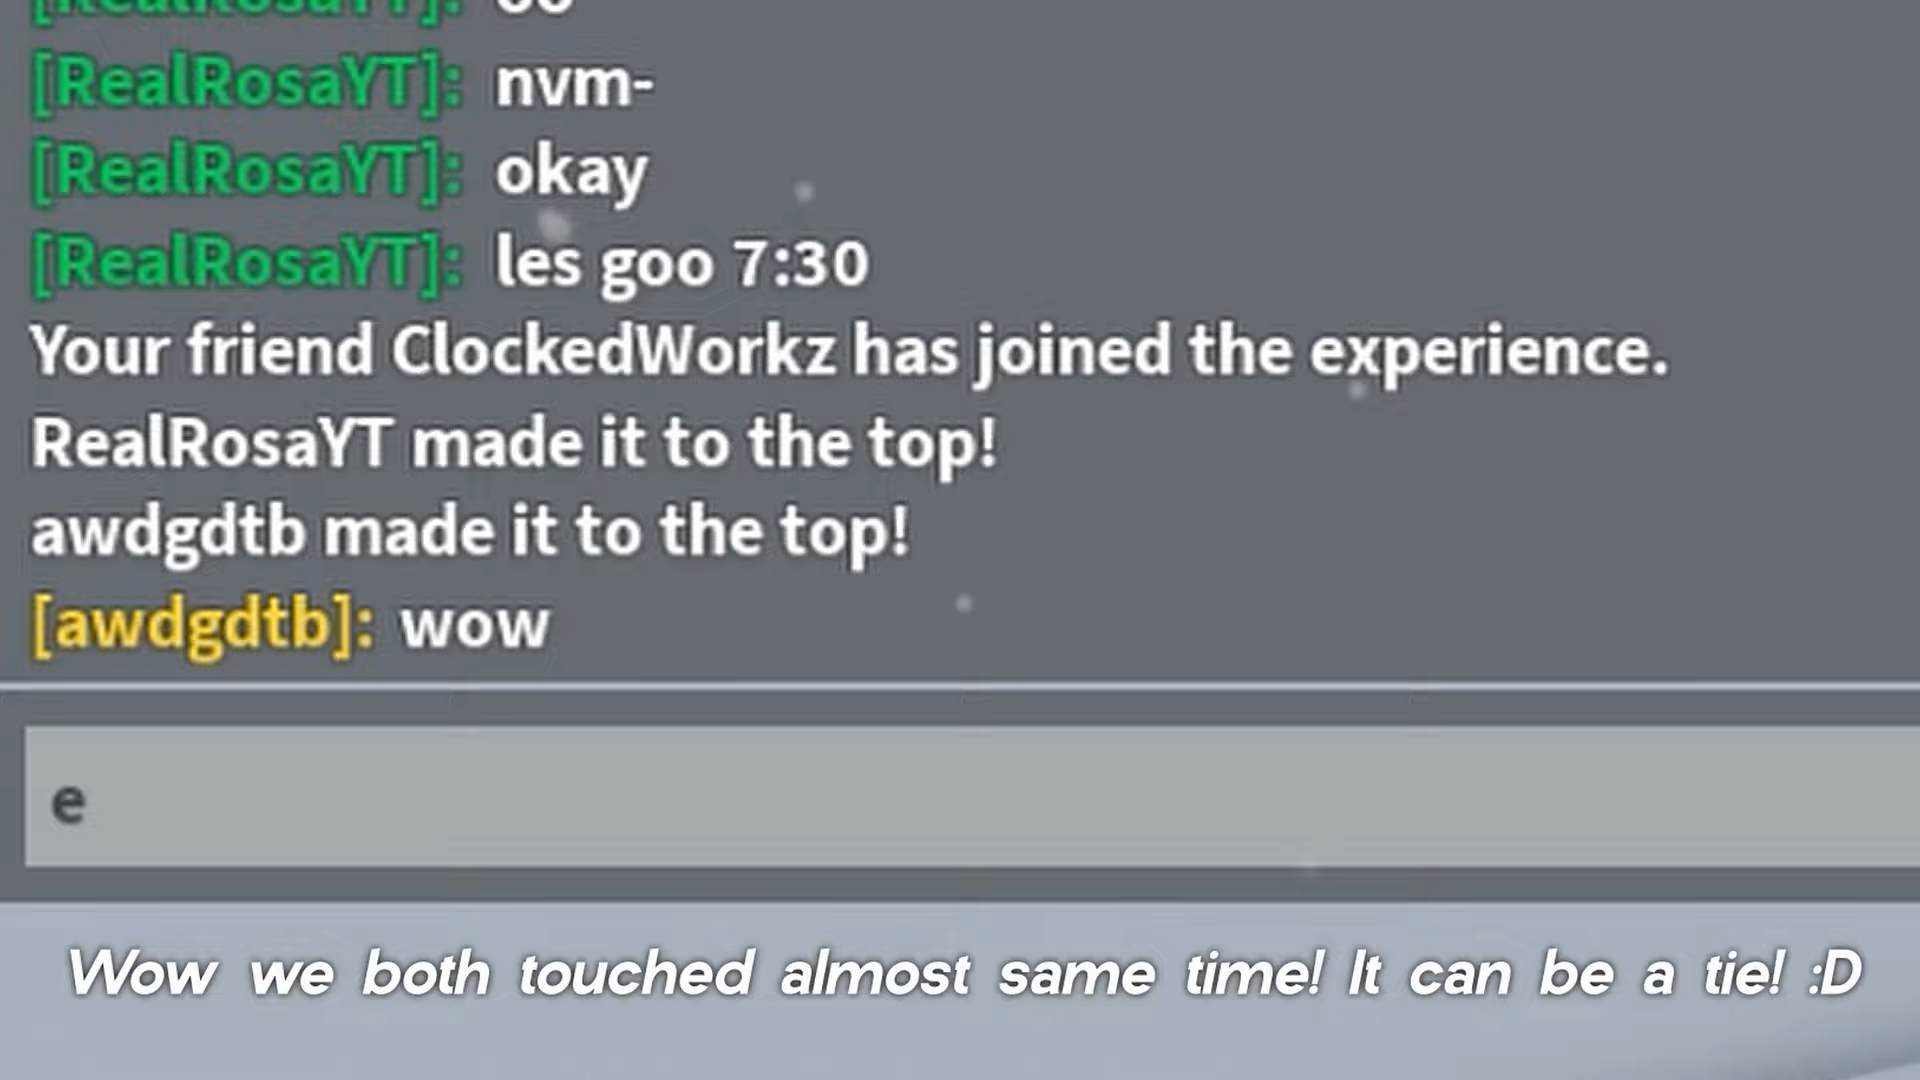 [RealRosaYT]: oo
[RealRosaYT]: nvm-
[RealRosaYT]: okay
[RealRosaYT]: les goo 7:30
Your friend ClockedWorkz has joined the experience.
RealRosaYT made it to the top!
awdgdtb made it to the top!
[awdgdtb]: wow
e
Wow we both touched almost same time! It can be a tie! :D